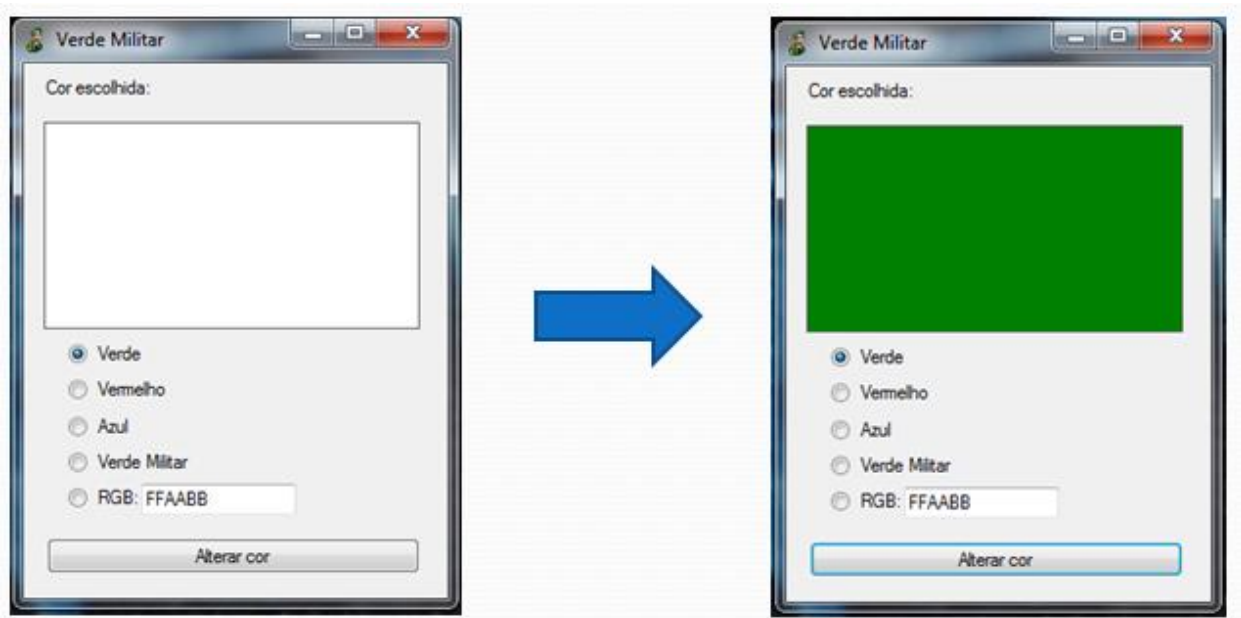 Verde Militar
Cor escolhida:
Verde
Vermelho
Azul
Verde Militar
RGB: FFAABB
Alterar cor
Verde Militar
Cor escolhida:
Verde
Vermelho
Azul
Verde Militar
RGB: FFAABB
Alterar cor